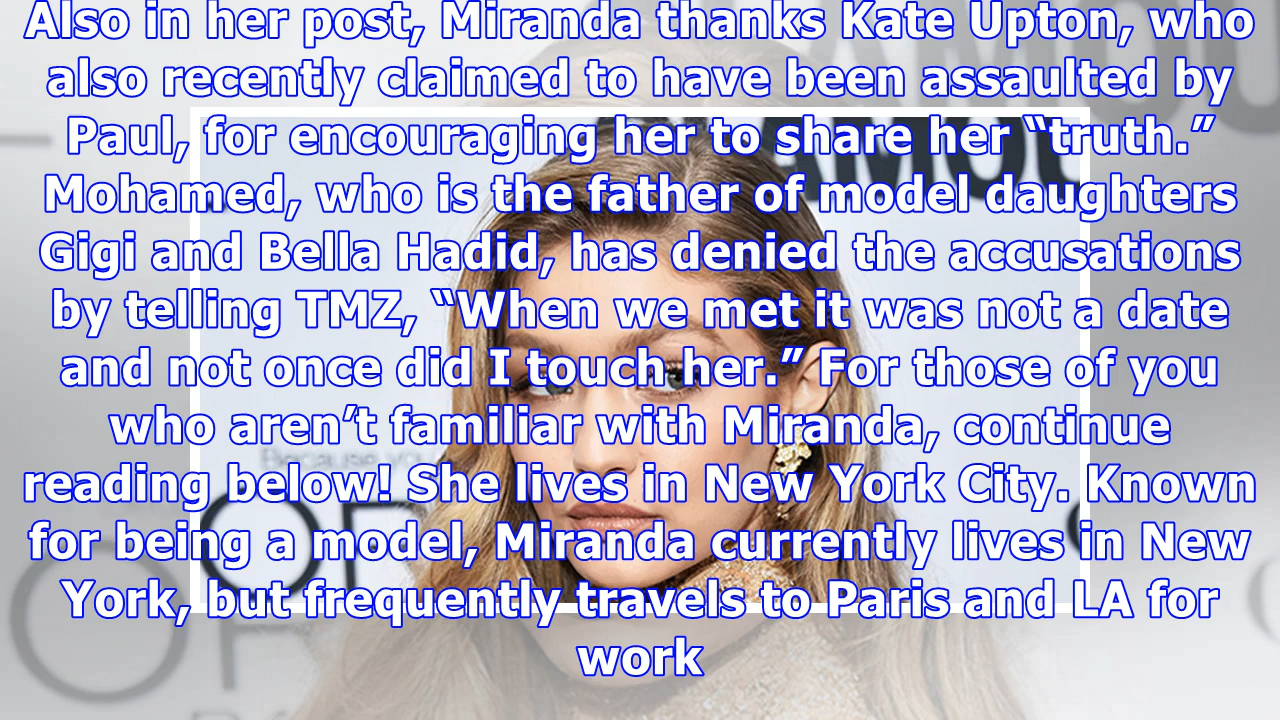 Also in her post, Miranda thanks Kate Upton, who
also recently claimed to have been assaulted by
Paul, for encouraging her to share her “truth.”
Mohamed, who is the father of model daughters
Gigi and Bella Hadid, has denied the accusations
by telling TMZ, “When we met it was not a date
and not once did I touch her.” For those of you
who aren’t familiar with Miranda, continue
reading below! She lives in New York City. Known
for being a model, Miranda currently lives in New
York, but frequently travels to Paris and LA for
work